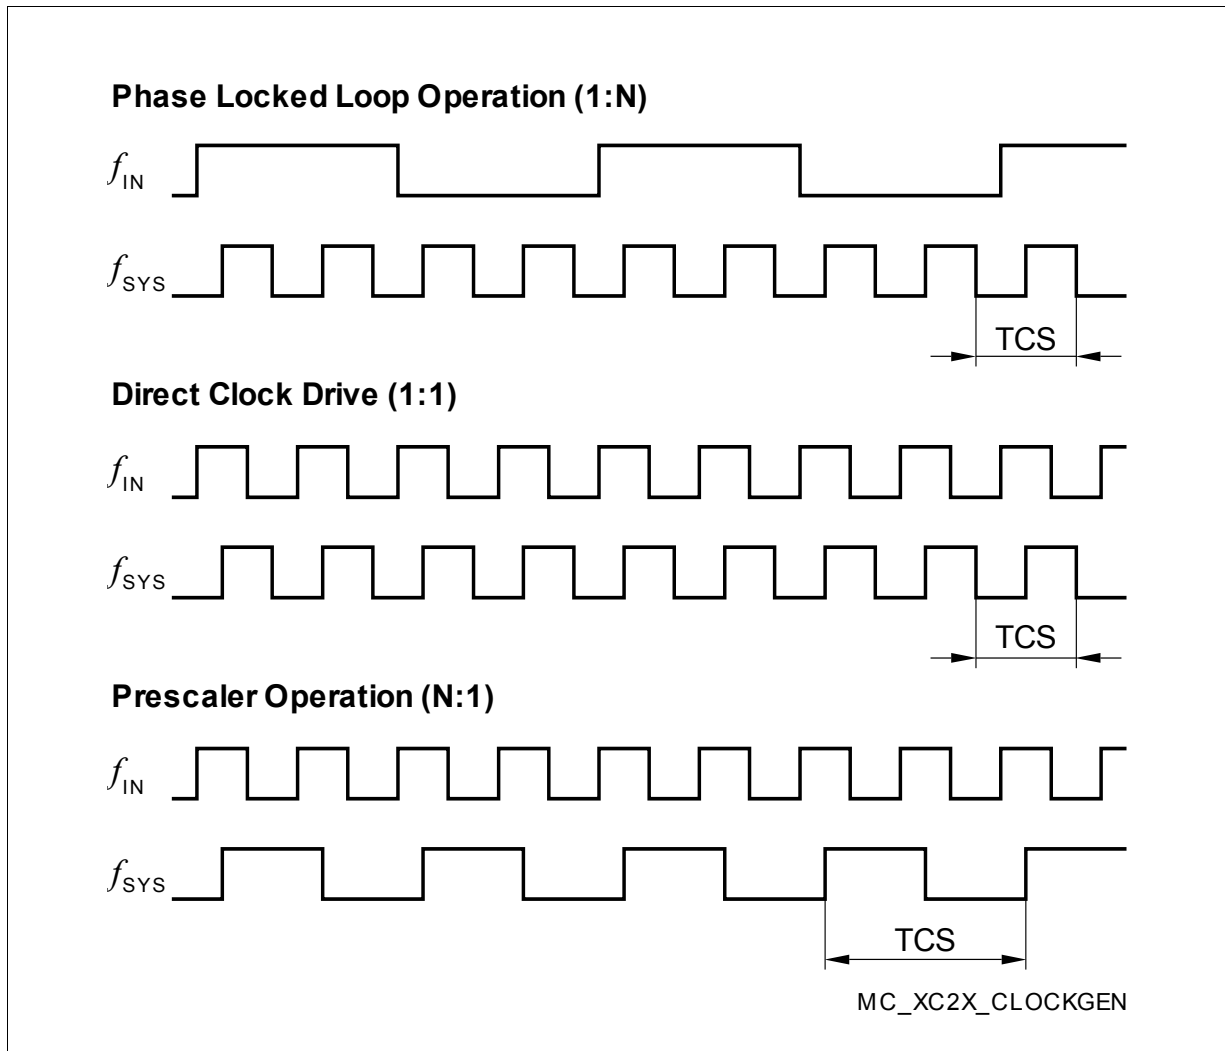 Phase Locked Loop Operation (1:N)
fIN
fSYS
TCS
Direct Clock Drive (1:1)
fIN
fSYS
TCS
Prescaler Operation (N:1)
fIN
fSYS
TCS
MC_XC2X_CLOCKGEN